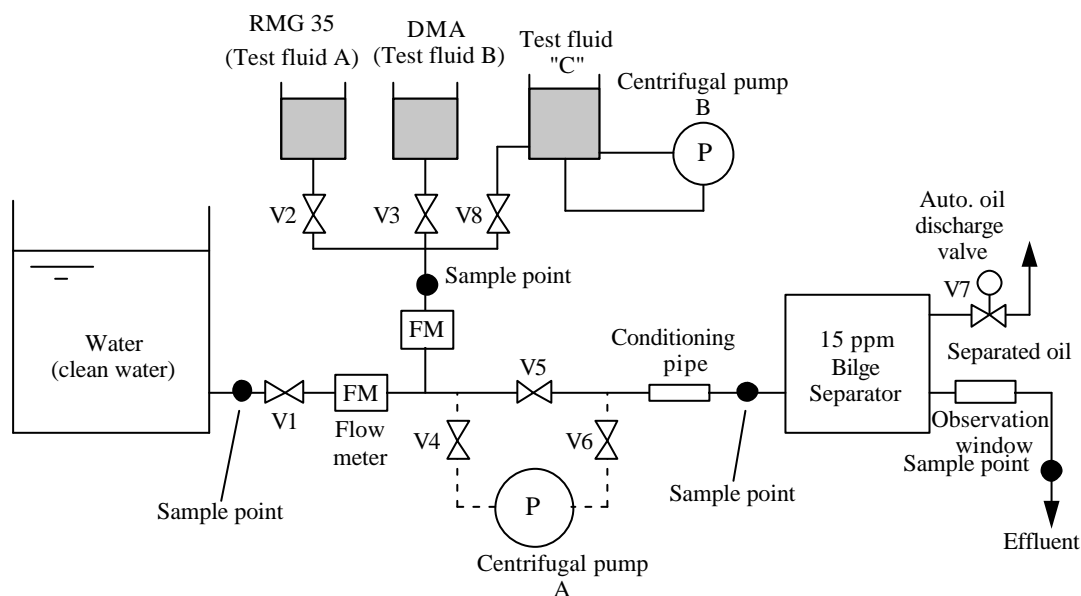 RMG 35
(Test fluid A)
DMA
(Test fluid B)
Test fluid
"C"
Centrifugal pump
B
P
V2
V3
V8
Auto. oil
discharge
valve
V7
Sample point
FM
Water
(clean water)
Conditioning
pipe
15 ppm
Bilge
Separator
Separated oil
V5
FM
V1
Flow
meter
V4
V6
Observation
window
Sample point
Sample point
P
Sample point
Effluent
Centrifugal pump
A